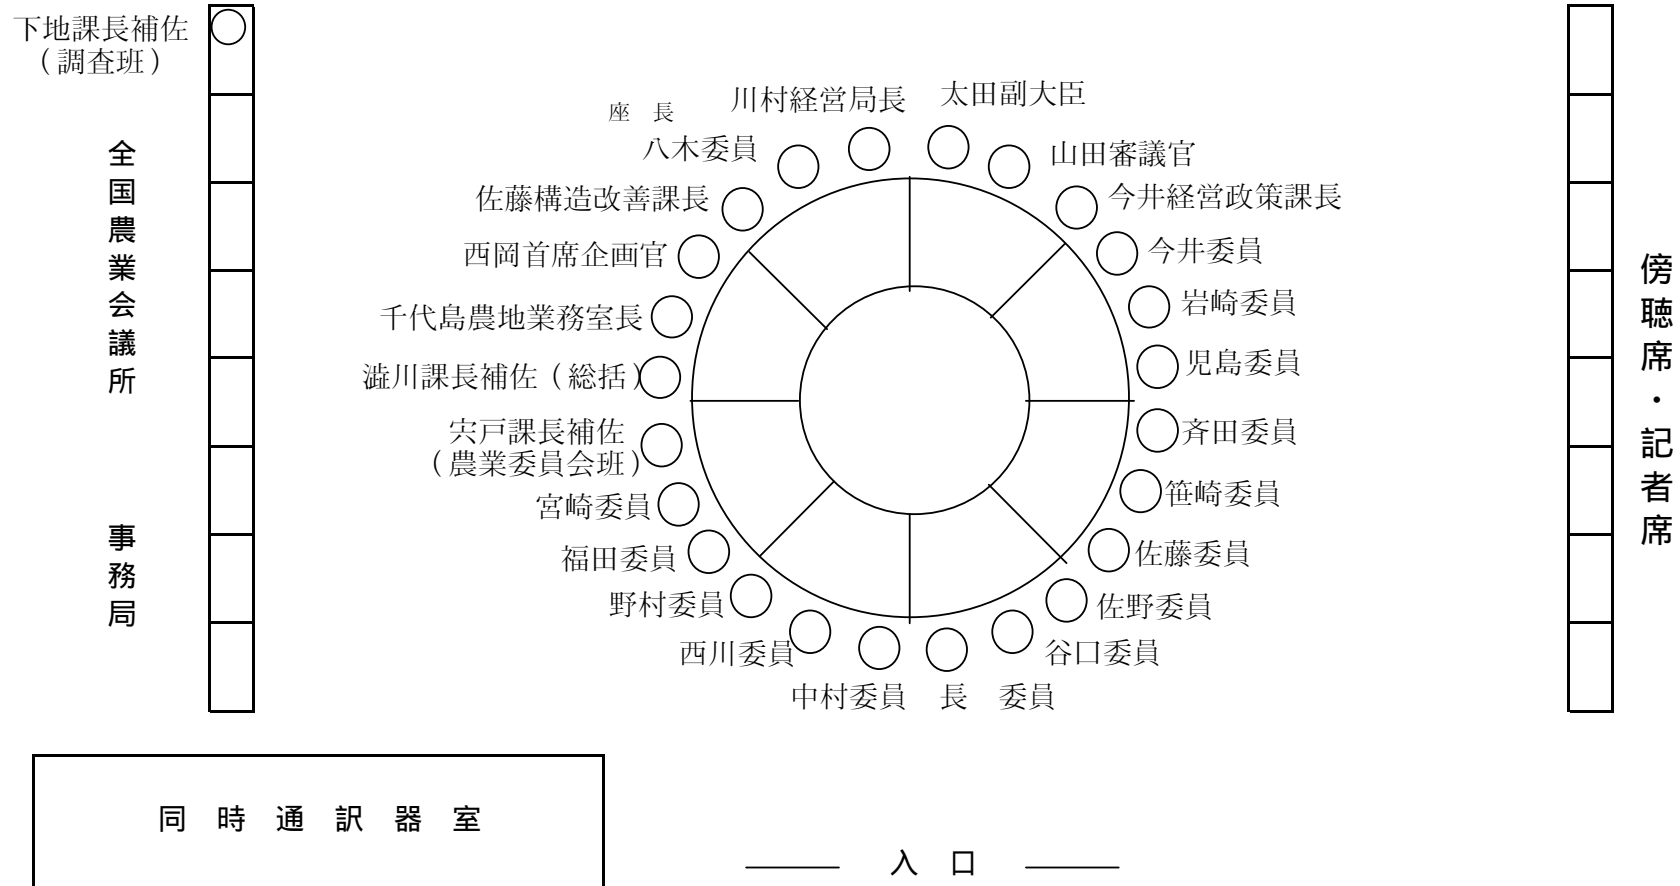 下地課長補佐
（調査班）
全国農業会議所
事務局
座　長
八木委員
川村経営局長
太田副大臣
山田審議官
今井経営政策課長
今井委員
岩崎委員
児島委員
斉田委員
笹崎委員
佐藤委員
佐野委員
谷口委員
長　委員
中村委員
西川委員
野村委員
福田委員
宮崎委員
宍戸課長補佐
（農業委員会班）
澁川課長補佐（総括）
千代島農地業務室長
西岡首席企画官
佐藤構造改善課長
傍聴席・記者席
同　時　通　訳　器　室
入　口